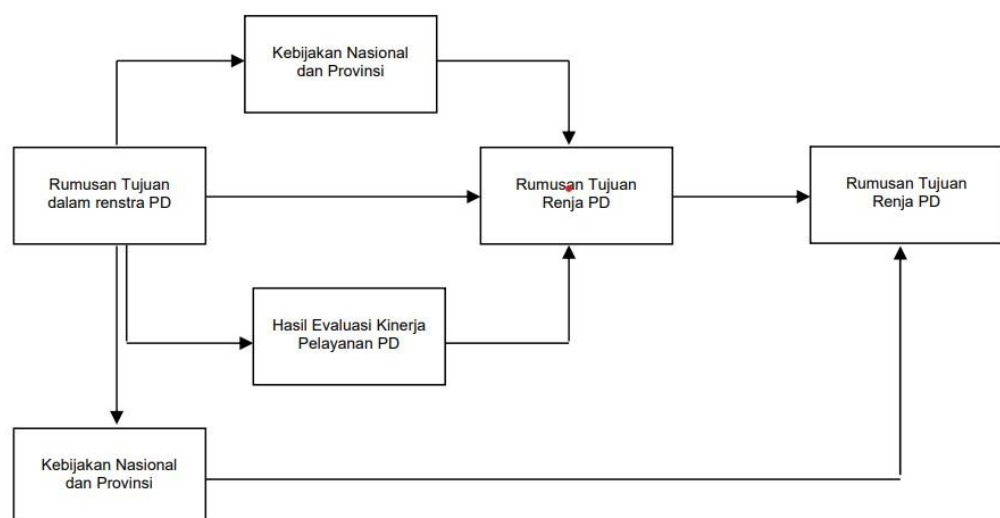 Kebijakan Nasional
dan Provinsi
Rumusan Tujuan
dalam renstra PD
Rumusan Tujuan
Renja PD
Rumusan Tujuan
Renja PD
Hasil Evaluasi Kinerja
Pelayanan PD
Kebijakan Nasional
dan Provinsi